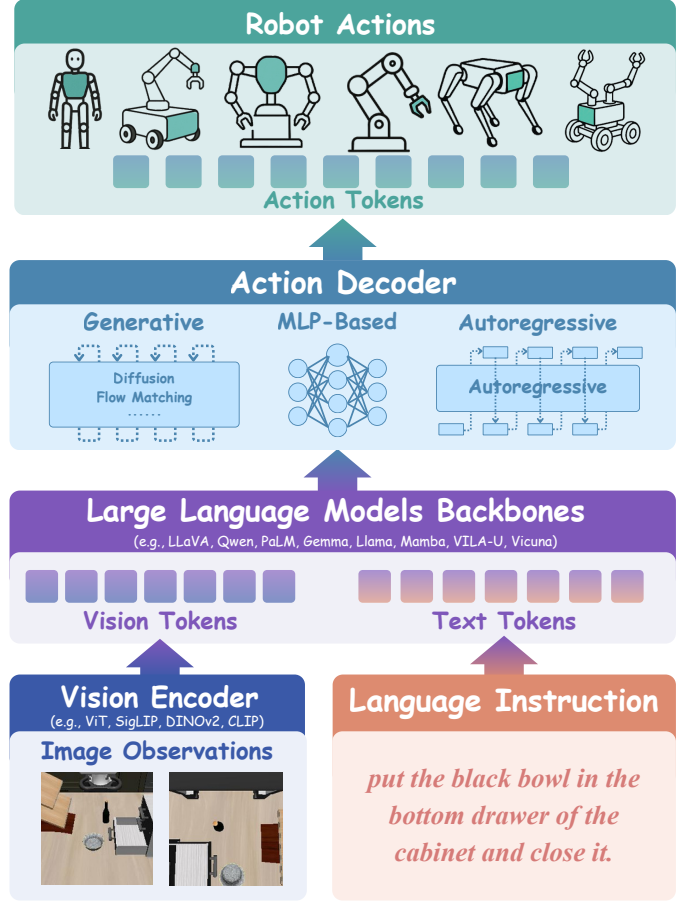 Robot Actions
Action Tokens
Action Decoder
Generative
MLP-Based
Autoregressive
Diffusion
Flow Matching
......
Autoregressive
Large Language Models Backbones
(e.g., LLaVA, Qwen, PaLM, Gemma, Llama, Mamba, VILA-U, Vicuna)
Vision Tokens
Text Tokens
Vision Encoder
(e.g., ViT, SigLIP, DINOv2, CLIP)
Image Observations
Language Instruction
put the black bowl in the
bottom drawer of the
cabinet and close it.